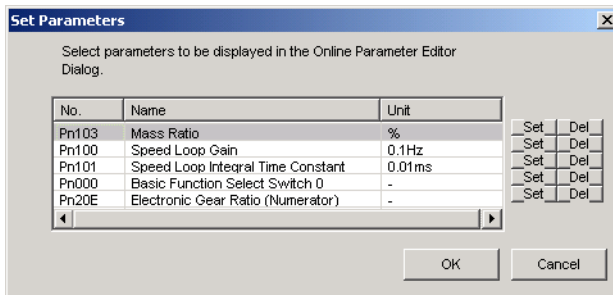 Set Parameters
Select parameters to be displayed in the Online Parameter Editor
Dialog.
No. Name Unit
Pn103 Mass Ratio % Set Del
Pn100 Speed Loop Gain 0.1Hz Set Del
Pn101 Speed Loop Integral Time Constant 0.01ms Set Del
Pn000 Basic Function Select Switch 0 - Set Del
Pn20E Electronic Gear Ratio (Numerator) - Set Del
OK Cancel